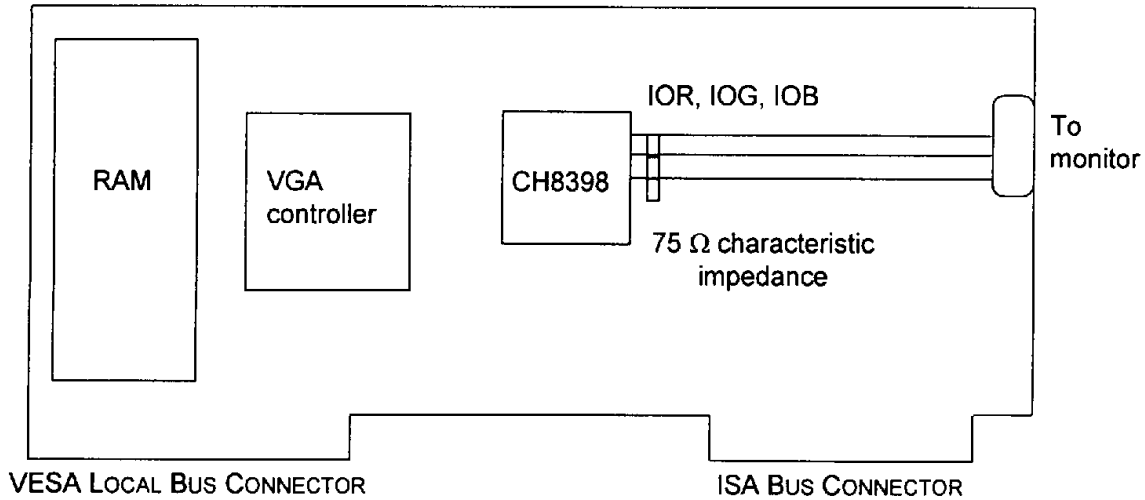 IOR, IOG, IOB
To
monitor
RAM
VGA
controller
CH8398
75 Ω characteristic
impedance
VESA LOCAL BUS CONNECTOR
ISA BUS CONNECTOR